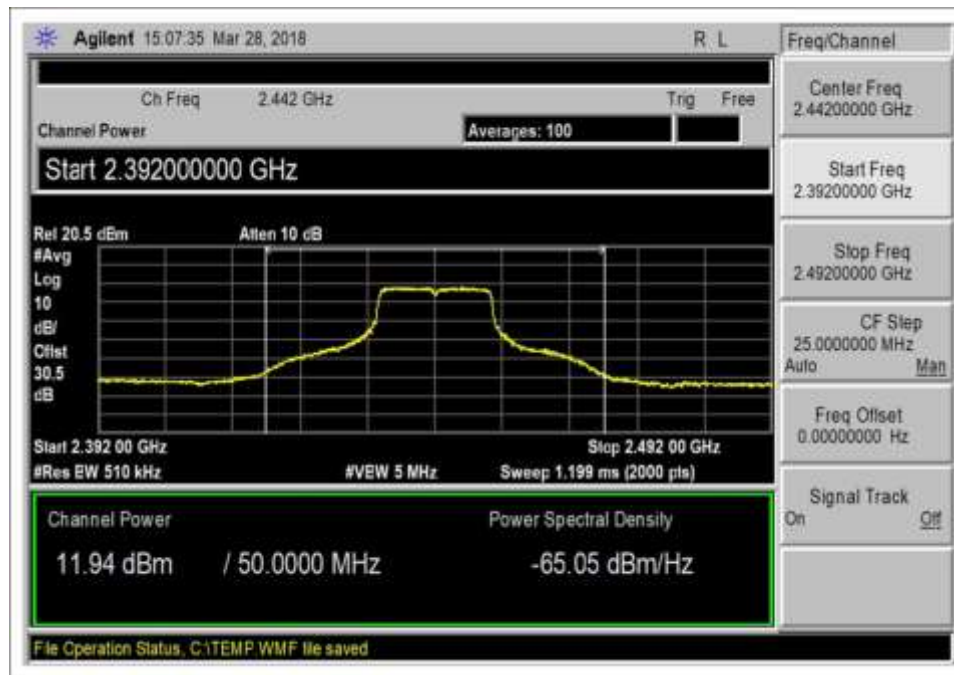 Agilent 15:07:35 Mar 28, 2018 R L
Freq/Channel
Ch Freq 2.442 GHz Trig Free
Channel Power Averages: 100
Start 2.392000000 GHz
Ref 20.5 dBm Atten 10 dB
#Avg
Log
10
dB/
Offst
30.5
dB
Start 2.392 00 GHz Stop 2.492 00 GHz
#Res BW 510 kHz #VBW 5 MHz Sweep 1.199 ms (2000 pts)
Channel Power Power Spectral Density
11.94 dBm / 50.0000 MHz -65.05 dBm/Hz
File Operation Status, C:\TEMP.WMF file saved
Center Freq
2.44200000 GHz
Start Freq
2.39200000 GHz
Stop Freq
2.49200000 GHz
CF Step
25.0000000 MHz
Auto Man
Freq Offset
0.00000000 Hz
Signal Track
On Off